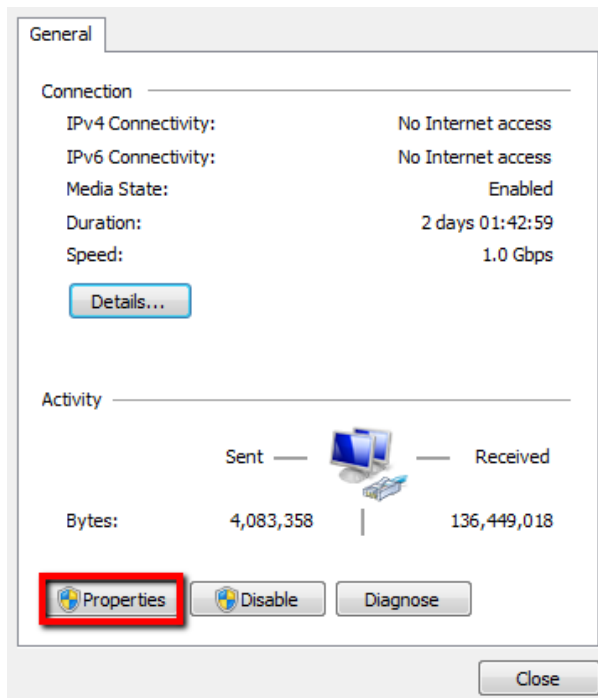 General
Connection
IPv4 Connectivity: No Internet access
IPv6 Connectivity: No Internet access
Media State: Enabled
Duration: 2 days 01:42:59
Speed: 1.0 Gbps
Details...
Activity
Sent Received
Bytes: 4,083,358 136,449,018
Properties Disable Diagnose
Close